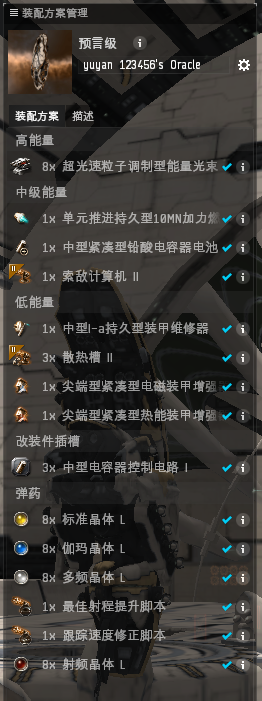 装配方案管理
预言级
yuyan 123456's Oracle
装配方案 描述
高能量
8x 超光速粒子调制型能量光束
中级能量
1x 单元推进持久型10MN加力燃
1x 中型紧凑型铅酸电容器电池
1x 索敌计算机 II
低能量
1x 中型I-a持久型装甲维修器
3x 散热槽 II
1x 尖端型紧凑型电磁装甲增强
1x 尖端型紧凑型热能装甲增强
改装件插槽
3x 中型电容器控制电路 I
弹药
8x 标准晶体 L
8x 伽玛晶体 L
8x 多频晶体 L
1x 最佳射程提升脚本
1x 跟踪速度修正脚本
8x 射频晶体 L